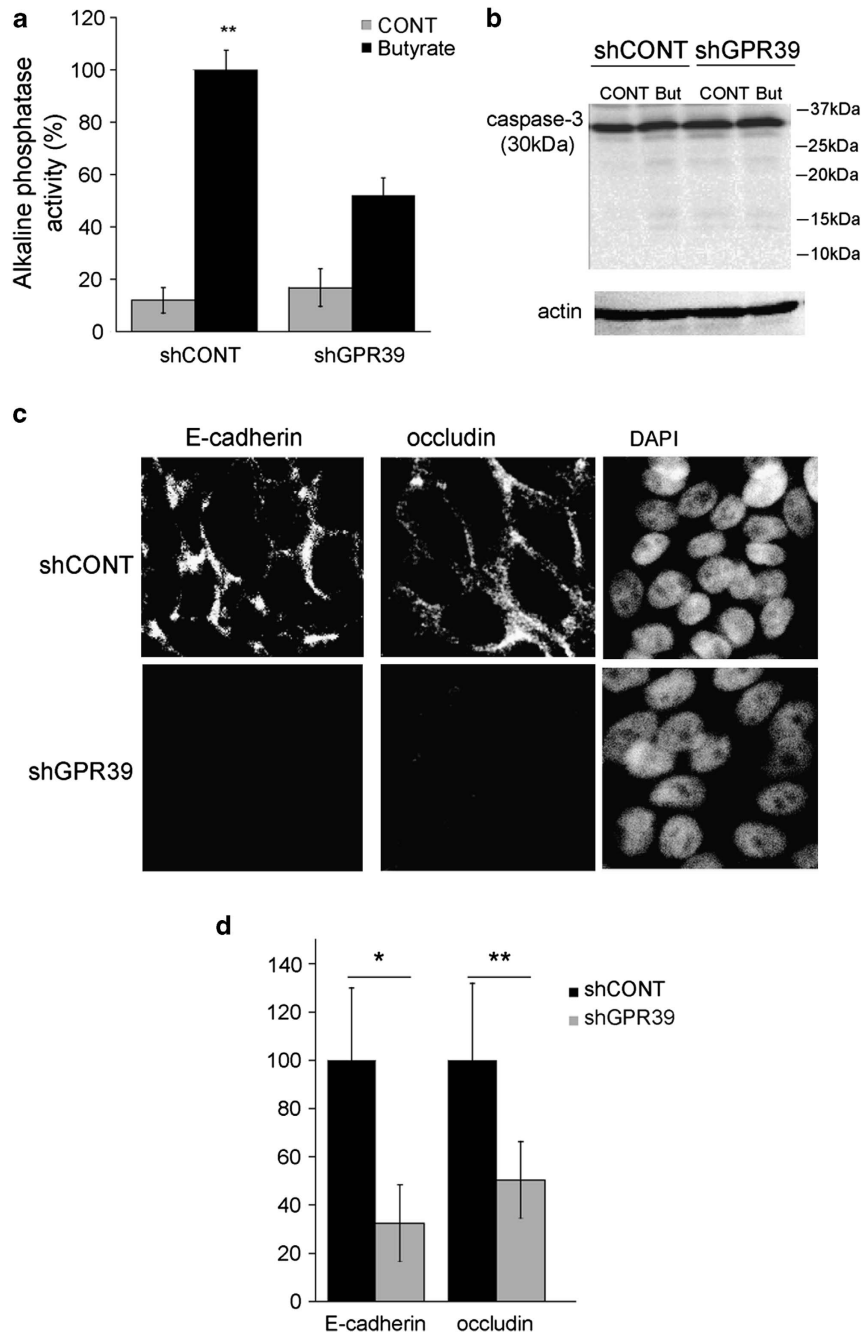 a
120
100
80
60
40
20
0
Alkaline phosphatase
activity (%)
**
CONT
Butyrate
shCONT
shGPR39
b
shCONT shGPR39
CONT But CONT But
caspase-3
(30kDa)
–37kDa
–25kDa
–20kDa
–15kDa
–10kDa
actin
c
E-cadherin occludin DAPI
shCONT
shGPR39
d
140
120
100
80
60
40
20
0
* **
shCONT
shGPR39
E-cadherin occludin